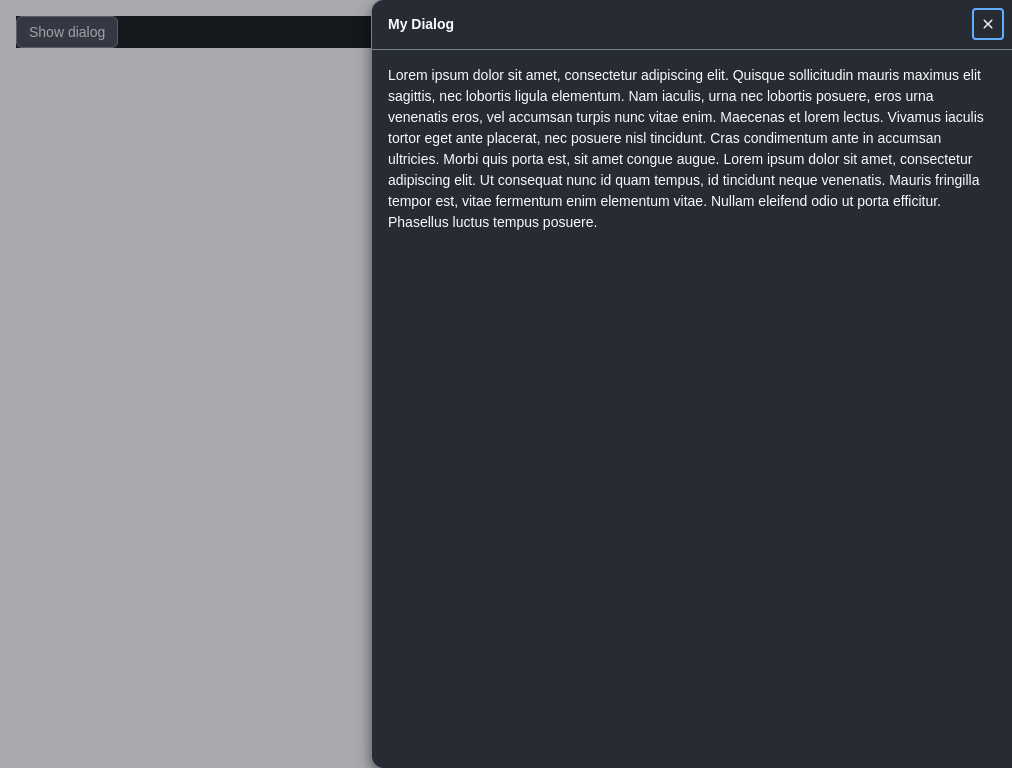 Show dialog
My Dialog
Lorem ipsum dolor sit amet, consectetur adipiscing elit. Quisque sollicitudin mauris maximus elit
sagittis, nec lobortis ligula elementum. Nam iaculis, urna nec lobortis posuere, eros urna
venenatis eros, vel accumsan turpis nunc vitae enim. Maecenas et lorem lectus. Vivamus iaculis
tortor eget ante placerat, nec posuere nisl tincidunt. Cras condimentum ante in accumsan
ultricies. Morbi quis porta est, sit amet congue augue. Lorem ipsum dolor sit amet, consectetur
adipiscing elit. Ut consequat nunc id quam tempus, id tincidunt neque venenatis. Mauris fringilla
tempor est, vitae fermentum enim elementum vitae. Nullam eleifend odio ut porta efficitur.
Phasellus luctus tempus posuere.